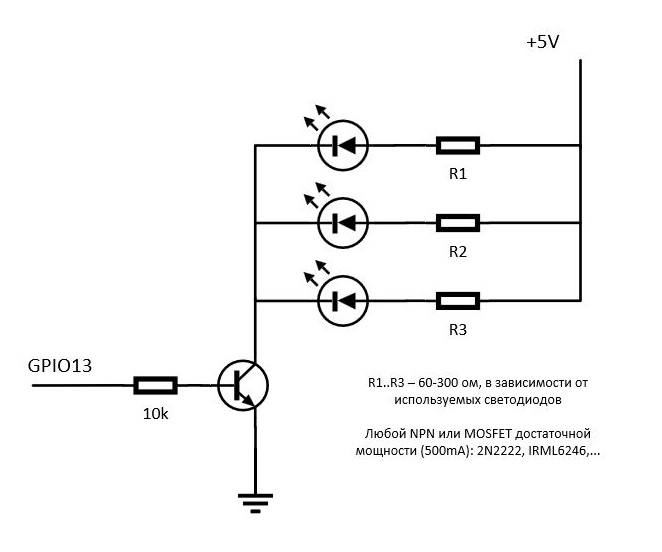 +5V
R1
R2
R3
GPIO13
10k
R1..R3 – 60-300 ом, в зависимости от
используемых светодиодов
Любой NPN или MOSFET достаточной
мощности (500mA): 2N2222, IRML6246,...